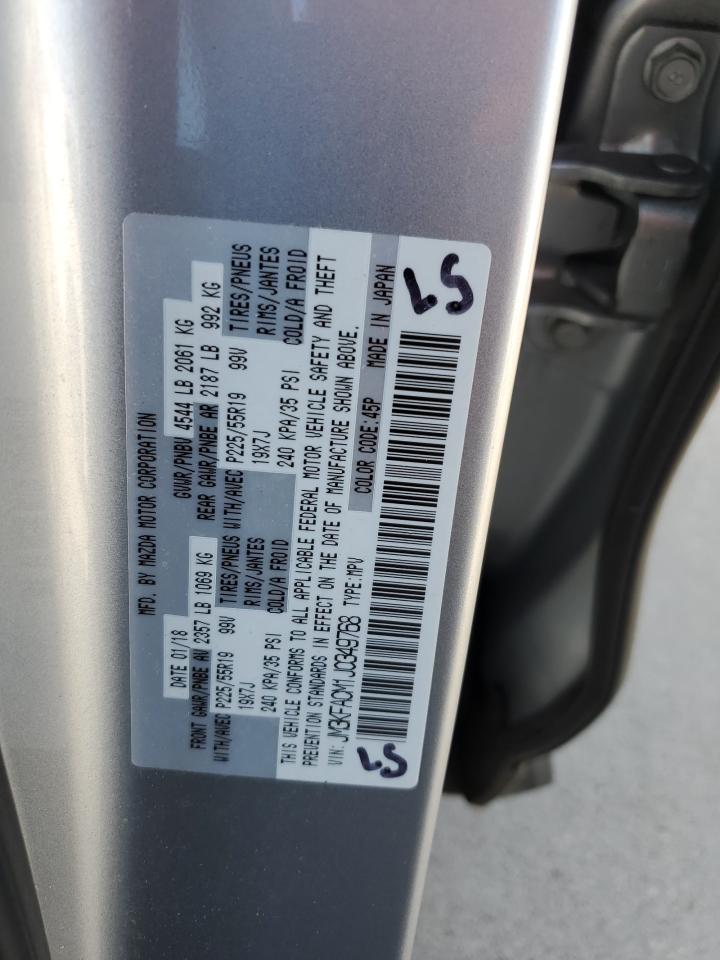 MFD. BY MAZDA MOTOR CORPORATION
DATE 01/18 GVWR/PNBV 4544 LB 2061 KG
FRONT GAWR/PNBE AV 2357 LB 1069 KG REAR GAWR/PNBE AR 2187 LB 992 KG
WITH/AVEC P225/55R19 99V TIRES/PNEUS WITH/AVEC P225/55R19 99V TIRES/PNEUS
19X7J RIMS/JANTES 19X7J RIMS/JANTES
240 KPA/35 PSI COLD/A FROID 240 KPA/35 PSI COLD/A FROID
THIS VEHICLE CONFORMS TO ALL APPLICABLE FEDERAL MOTOR VEHICLE SAFETY AND THEFT
PREVENTION STANDARDS IN EFFECT ON THE DATE OF MANUFACTURE SHOWN ABOVE.
VIN: JM3KFACM1J0349768 TYPE:MPV COLOR CODE:45P MADE IN JAPAN